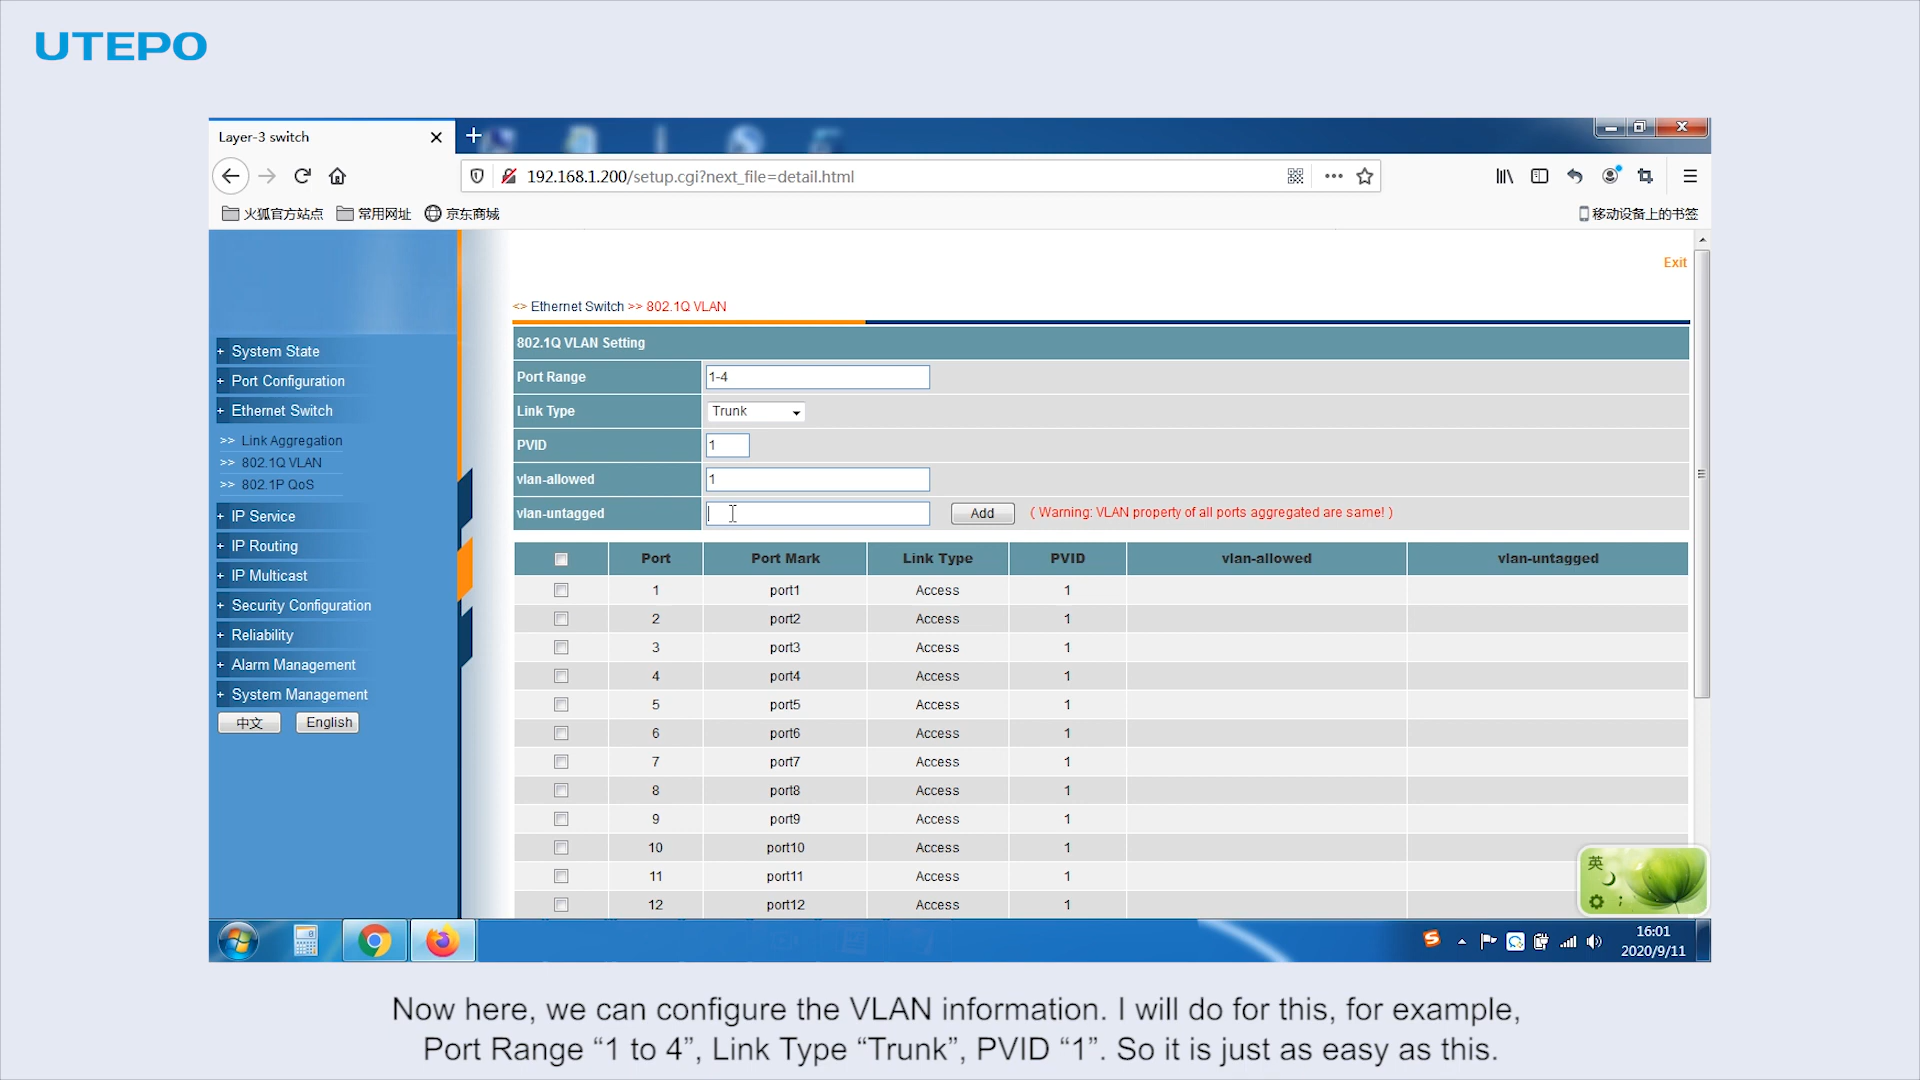 UTEPO
Layer-3 switch
192.168.1.200/setup.cgi?next_file=detail.html
火狐官方站点 常用网址 京东商城 移动设备上的书签
Exit
<> Ethernet Switch >> 802.1Q VLAN
802.1Q VLAN Setting
Port Range 1-4
Link Type Trunk
PVID 1
vlan-allowed 1
vlan-untagged Add ( Warning: VLAN property of all ports aggregated are same! )
+ System State
+ Port Configuration
+ Ethernet Switch
>> Link Aggregation
>> 802.1Q VLAN
>> 802.1P QoS
+ IP Service
+ IP Routing
+ IP Multicast
+ Security Configuration
+ Reliability
+ Alarm Management
+ System Management
中文 English
Port Port Mark Link Type PVID vlan-allowed vlan-untagged
1 port1 Access 1
2 port2 Access 1
3 port3 Access 1
4 port4 Access 1
5 port5 Access 1
6 port6 Access 1
7 port7 Access 1
8 port8 Access 1
9 port9 Access 1
10 port10 Access 1
11 port11 Access 1
12 port12 Access 1
英
16:01
2020/9/11
Now here, we can configure the VLAN information. I will do for this, for example,
Port Range “1 to 4”, Link Type “Trunk”, PVID “1”. So it is just as easy as this.